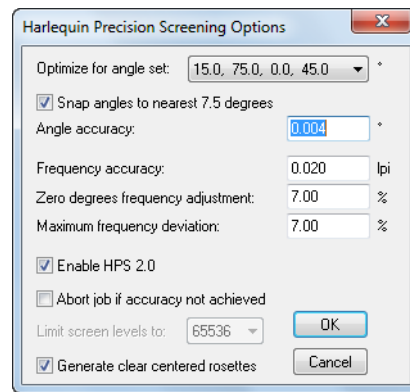 Harlequin Precision Screening Options
Optimize for angle set: 15.0, 75.0, 0.0, 45.0 °
Snap angles to nearest 7.5 degrees
Angle accuracy: 0.004 °
Frequency accuracy: 0.020 lpi
Zero degrees frequency adjustment: 7.00 %
Maximum frequency deviation: 7.00 %
Enable HPS 2.0
Abort job if accuracy not achieved
Limit screen levels to: 65536 OK
Generate clear centered rosettes Cancel